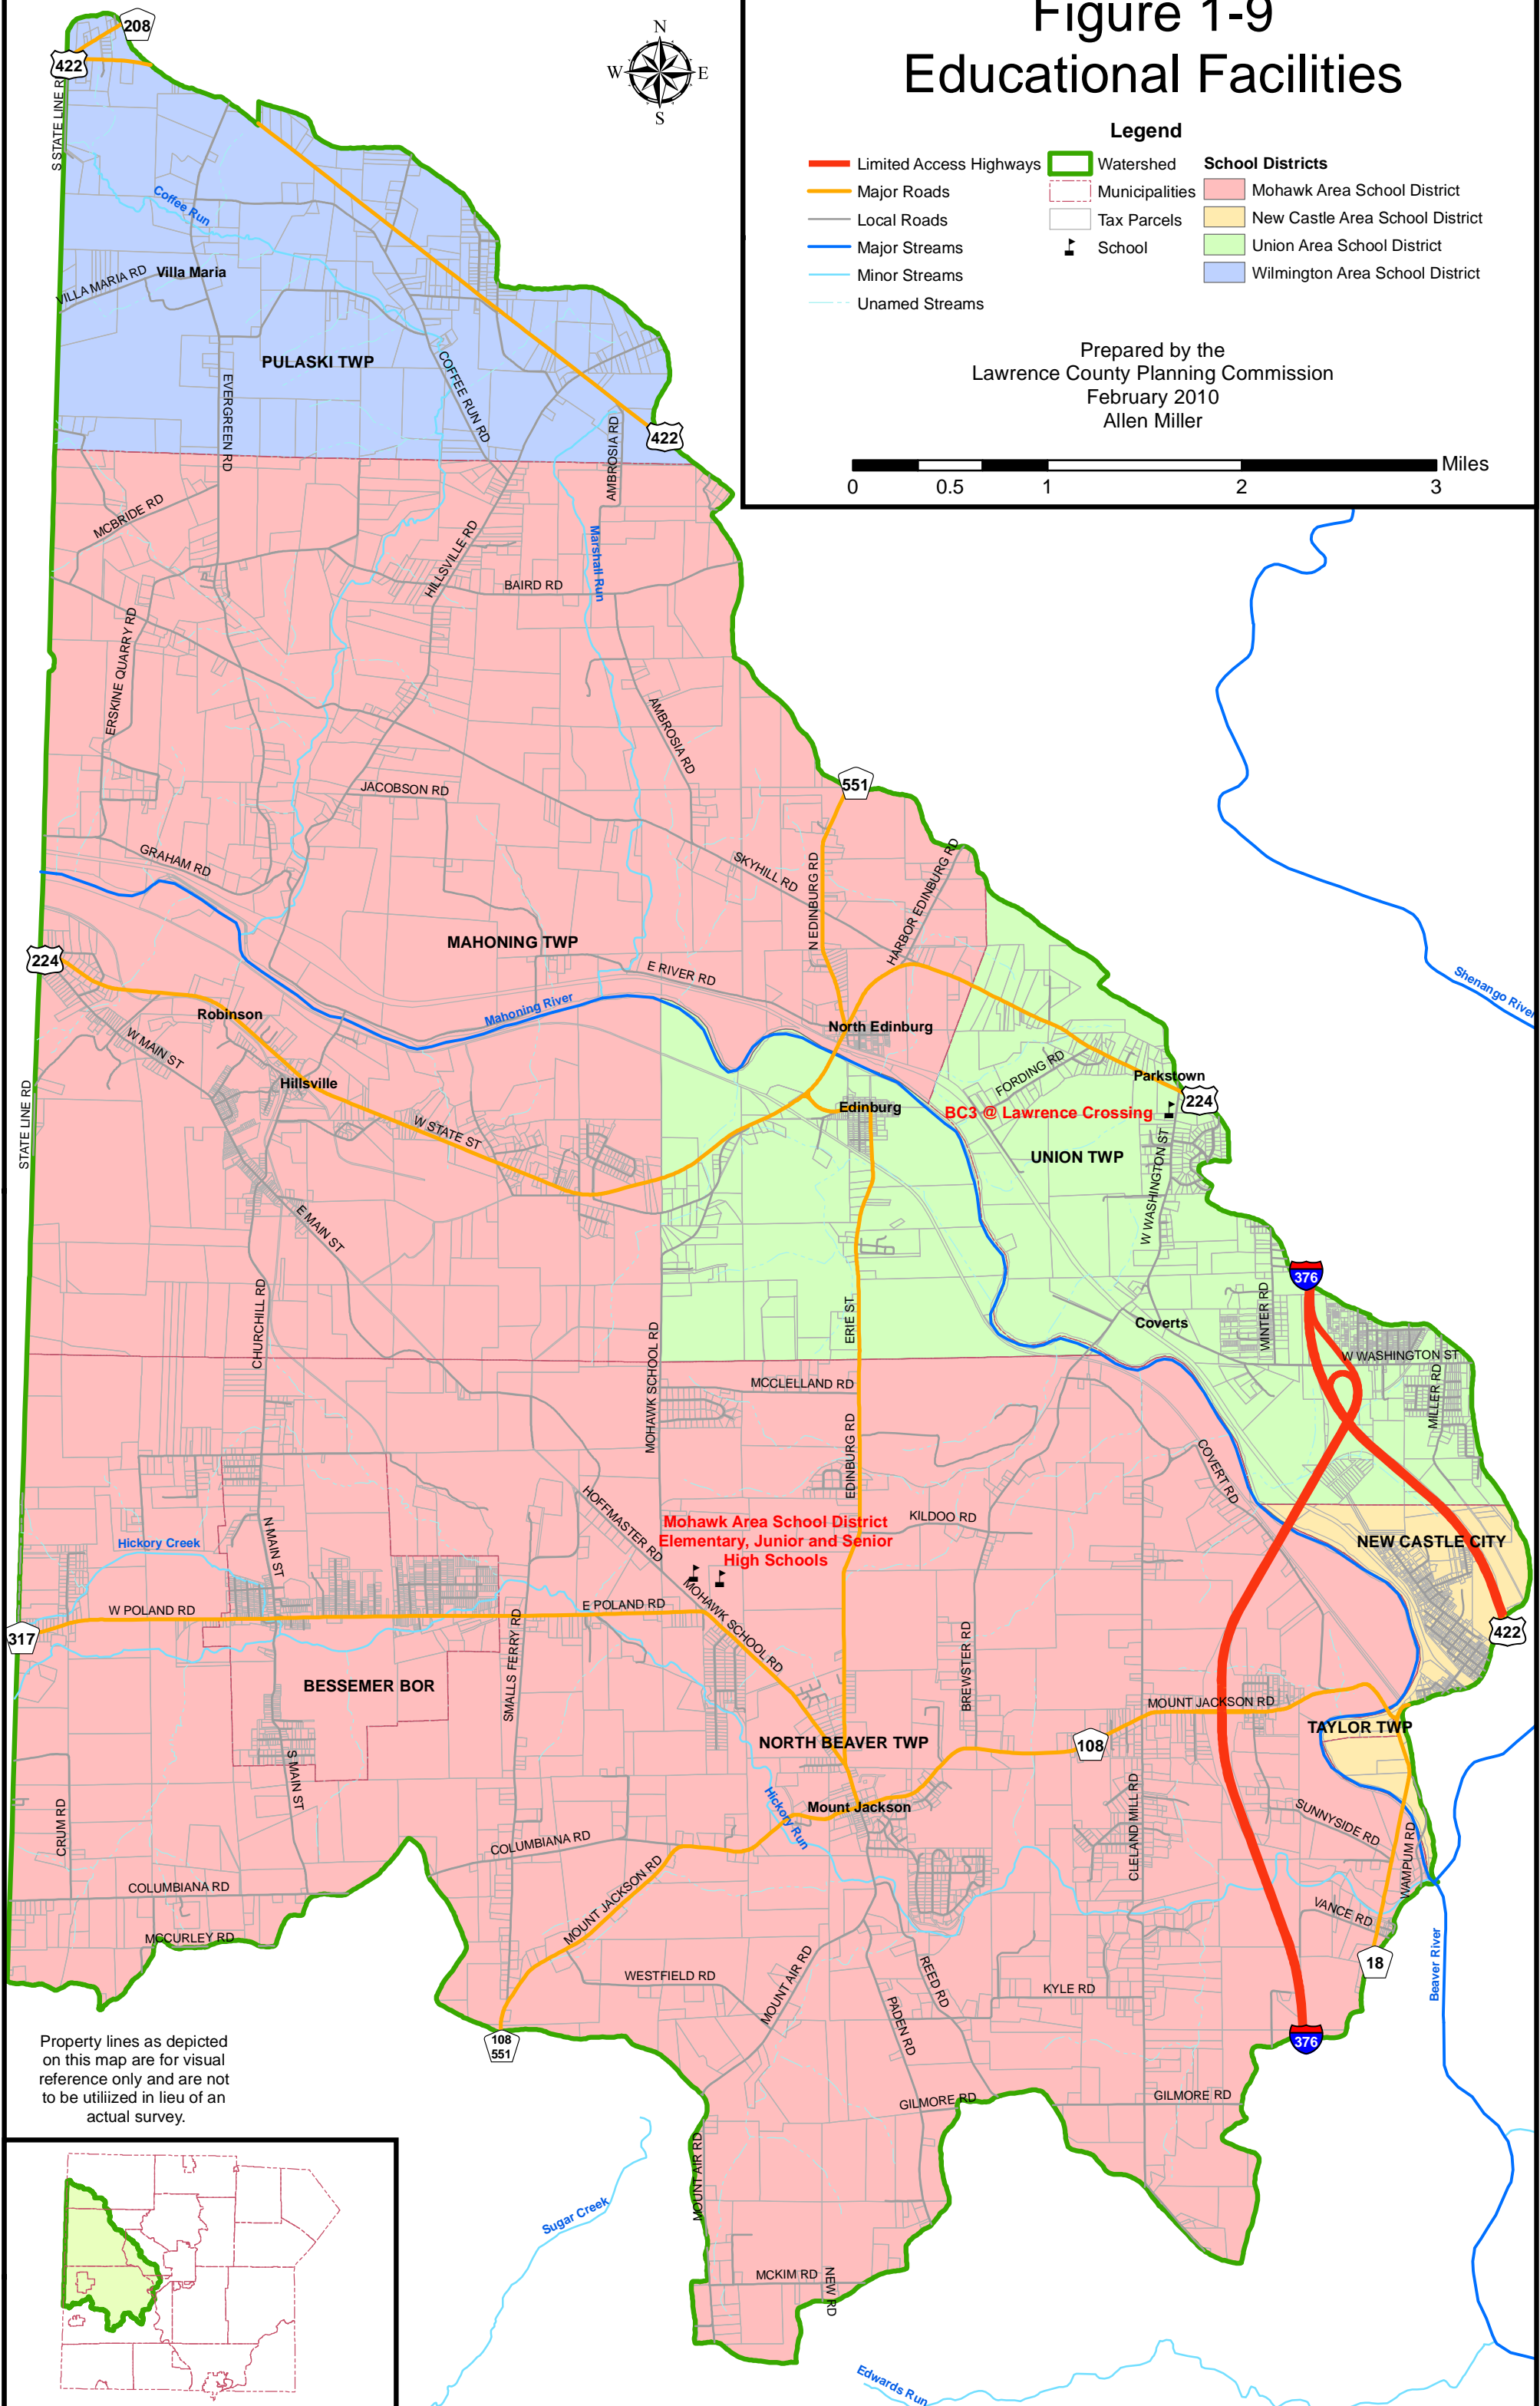 Figure 1-9
Educational Facilities
Legend
Limited Access Highways
Major Roads
Local Roads
Major Streams
Minor Streams
Unamed Streams
Watershed
Municipalities
Tax Parcels
School
School Districts
Mohawk Area School District
New Castle Area School District
Union Area School District
Wilmington Area School District
Prepared by the
Lawrence County Planning Commission
February 2010
Allen Miller
Miles
0 0.5 1 2 3
N
W E
S
208
422
S STATE LINE R
Coffee Run
VILLA MARIA RD
Villa Maria
PULASKI TWP
EVERGREEN RD
COFFEE RUN RD
AMBROSIA RD
422
MCBRIDE RD
HILLSVILLE RD
Marshall Run
BAIRD RD
ERSKINE QUARRY RD
AMBROSIA RD
JACOBSON RD
551
GRAHAM RD
SKYHILL RD
N EDINBURG RD
HARBOR EDINBURG RD
MAHONING TWP
224
E RIVER RD
Mahoning River
Shenango River
Robinson
North Edinburg
W MAIN ST
Hillsville
FORDING RD
Parkstown
224
Edinburg
BC3 @ Lawrence Crossing
STATE LINE RD
W STATE ST
UNION TWP
W WASHINGTON ST
E MAIN ST
376
CHURCHILL RD
ERIE ST
Coverts
WINTER RD
W WASHINGTON ST
MILLER RD
MOHAWK SCHOOL RD
MCCLELLAND RD
EDINBURG RD
COVERT RD
HOFFMASTER RD
Mohawk Area School District
Elementary, Junior and Senior
High Schools
KILDOO RD
NEW CASTLE CITY
Hickory Creek
N MAIN ST
W POLAND RD
E POLAND RD
MOHAWK SCHOOL RD
317
422
SMALLS FERRY RD
BREWSTER RD
BESSEMER BOR
MOUNT JACKSON RD
TAYLOR TWP
NORTH BEAVER TWP
108
S MAIN ST
Hickory Run
Mount Jackson
CRUM RD
COLUMBIANA RD
CLELAND MILL RD
SUNNYSIDE RD
WAMPUM RD
COLUMBIANA RD
MOUNT JACKSON RD
VANCE RD
MCCURLEY RD
18
Beaver River
WESTFIELD RD
MOUNT AIR RD
REED RD
KYLE RD
PADEN RD
108
551
376
Property lines as depicted
on this map are for visual
reference only and are not
to be utiliized in lieu of an
actual survey.
GILMORE RD
GILMORE RD
MOUNT AIR RD
Sugar Creek
MCKIM RD
NEW RD
Edwards Run